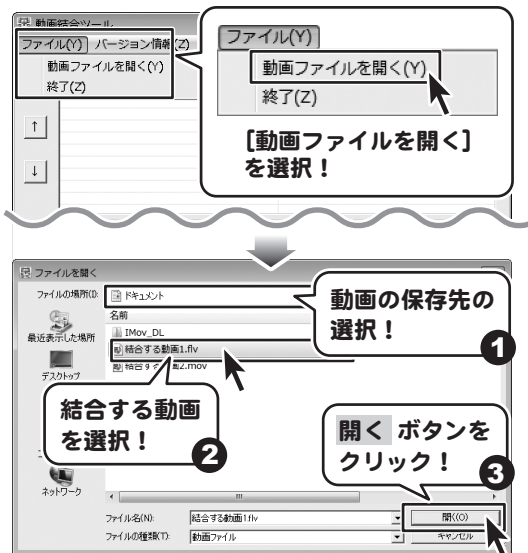 動画結合ツール
ファイル(Y) バージョン情報(Z)
動画ファイルを開く(Y)
終了(Z)
ファイル(Y)
動画ファイルを開く(Y)
終了(Z)
[動画ファイルを開く]
を選択！
↑
↓
ファイルを開く
ファイルの場所(I):
ドキュメント
動画の保存先の
選択！
1
最近表示した場所
名前
IMov_DL
結合する動画1.flv
結合する動画2.mov
デスクトップ
結合する動画
を選択！
2
開く ボタンを
クリック！
3
ネットワーク
ファイル名(N):
結合する動画1flv
開く(O)
ファイルの種類(T):
動画ファイル
キャンセル